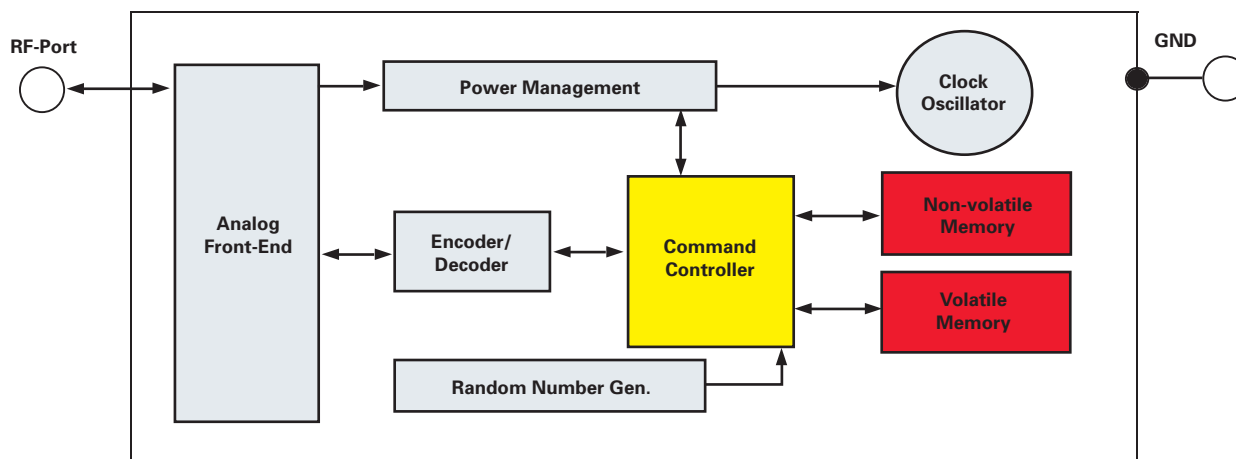 RF-Port
GND
Power Management
Clock
Oscillator
Analog
Front-End
Encoder/
Decoder
Command
Controller
Non-volatile
Memory
Volatile
Memory
Random Number Gen.